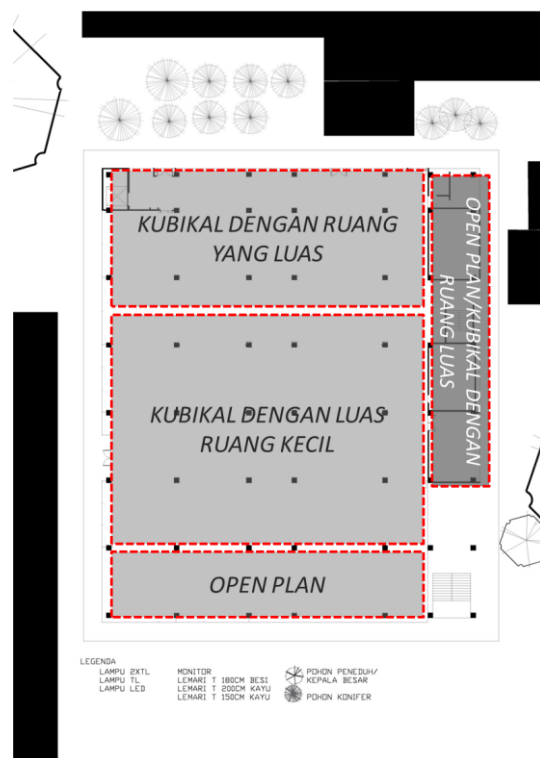 KUBIKAL DENGAN RUANG
YANG LUAS
OPEN PLAN/KUBIKAL DENGAN
RUANG LUAS
KUBIKAL DENGAN LUAS
RUANG KECIL
OPEN PLAN
LEGENDA
LAMPU 2XTL
LAMPU TL
LAMPU LED
MONITOR
LEMARI T 180CM BESI
LEMARI T 200CM KAYU
LEMARI T 150CM KAYU
POHON PENEDUH/
KEPALA BESAR
POHON KONIFER